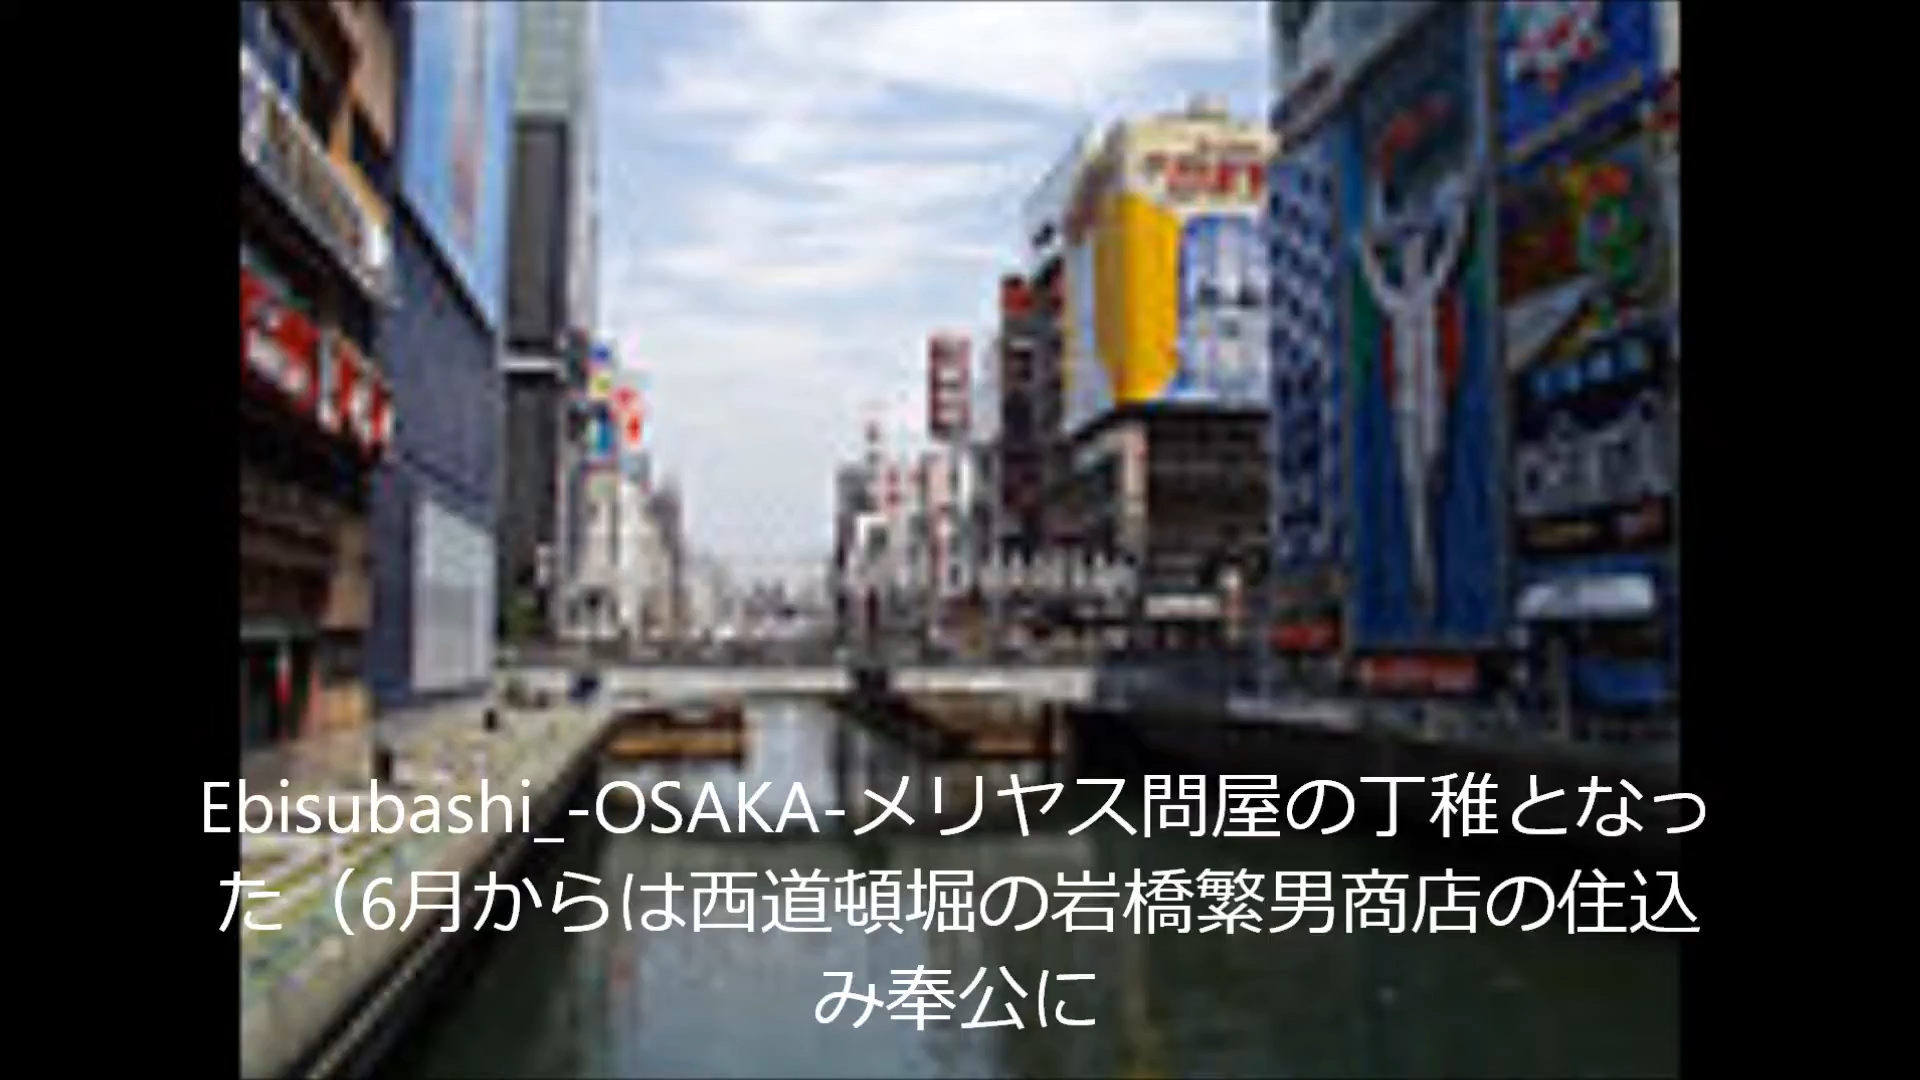 Ebisubashi_-OSAKA-メリヤス問屋の丁稚となっ
た（6月からは西道頓堀の岩橋繁男商店の住込
み奉公に